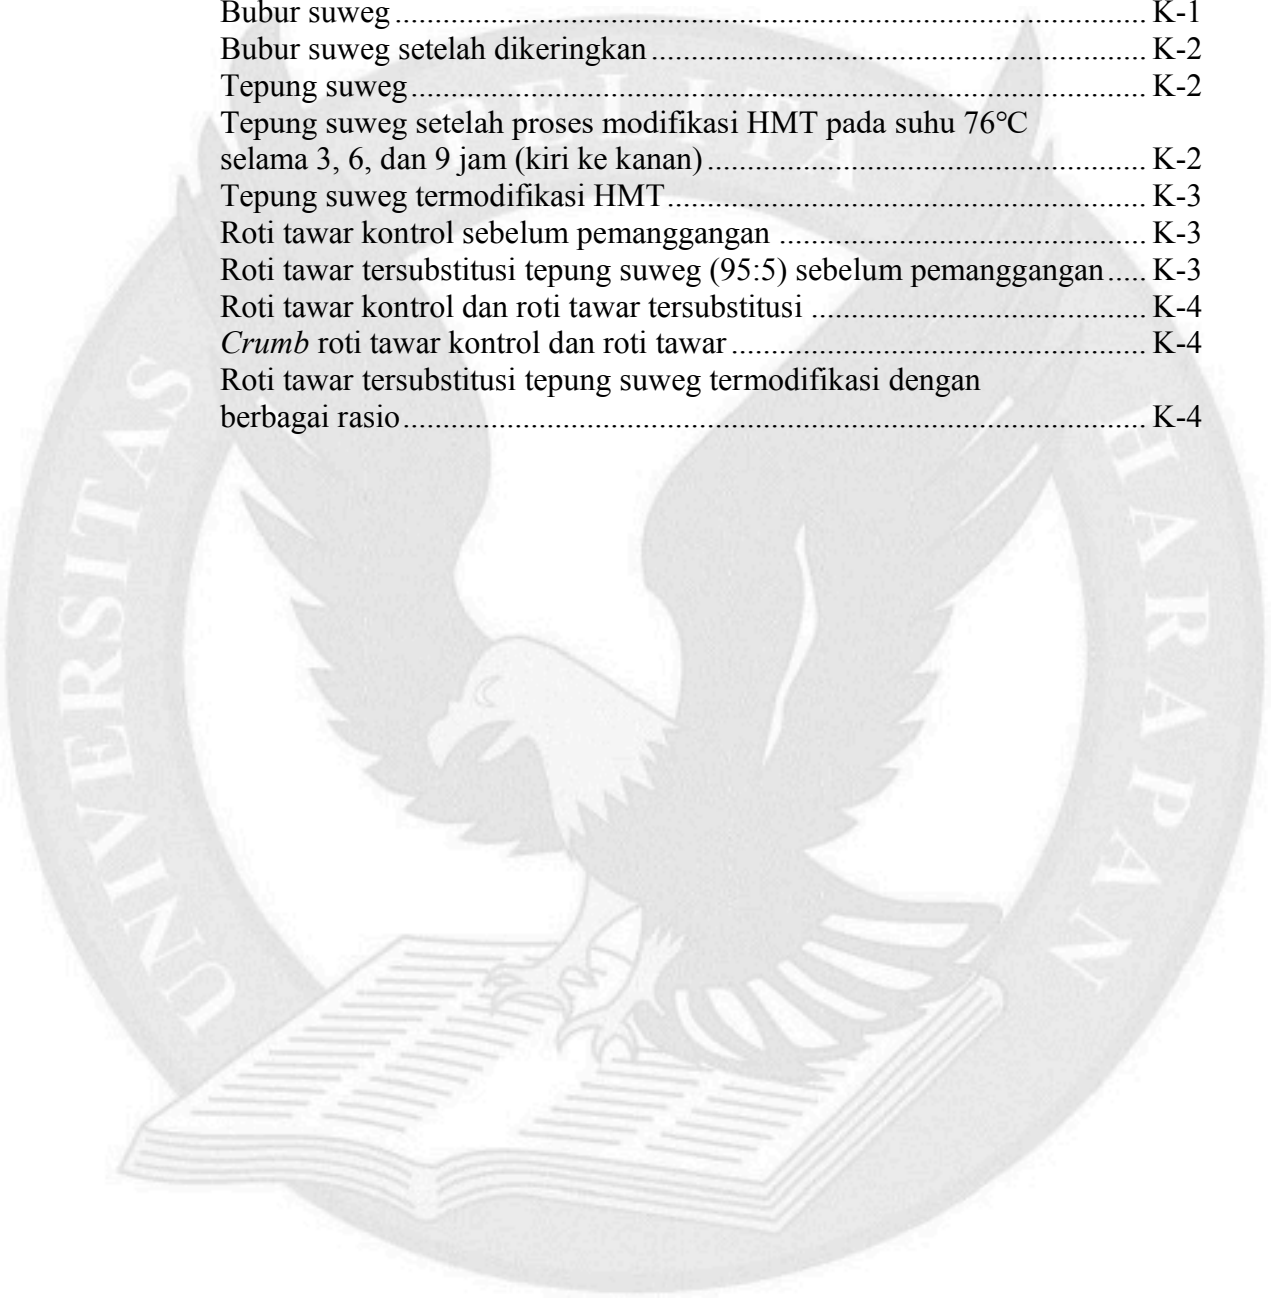 Bubur suweg ............................................................................................... K-1
Bubur suweg setelah dikeringkan .............................................................. K-2
Tepung suweg ............................................................................................ K-2
Tepung suweg setelah proses modifikasi HMT pada suhu 76°C
selama 3, 6, dan 9 jam (kiri ke kanan) ....................................................... K-2
Tepung suweg termodifikasi HMT ............................................................ K-3
Roti tawar kontrol sebelum pemanggangan .............................................. K-3
Roti tawar tersubstitusi tepung suweg (95:5) sebelum pemanggangan ..... K-3
Roti tawar kontrol dan roti tawar tersubstitusi .......................................... K-4
Crumb roti tawar kontrol dan roti tawar .................................................... K-4
Roti tawar tersubstitusi tepung suweg termodifikasi dengan
berbagai rasio ............................................................................................. K-4
UNIVERSITAS
PELITA
HARAPAN